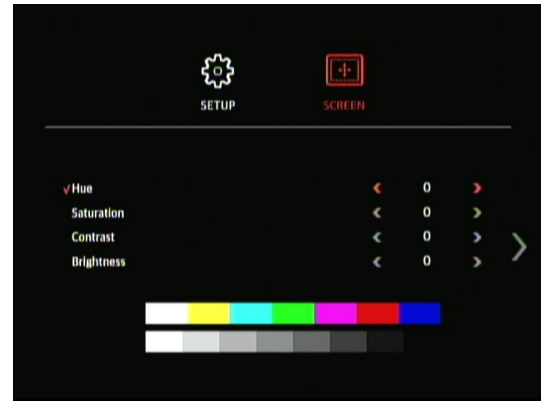 SETUP SCREEN
√ Hue < 0 >
Saturation < 0 >
Contrast < 0 >
Brightness < 0 >